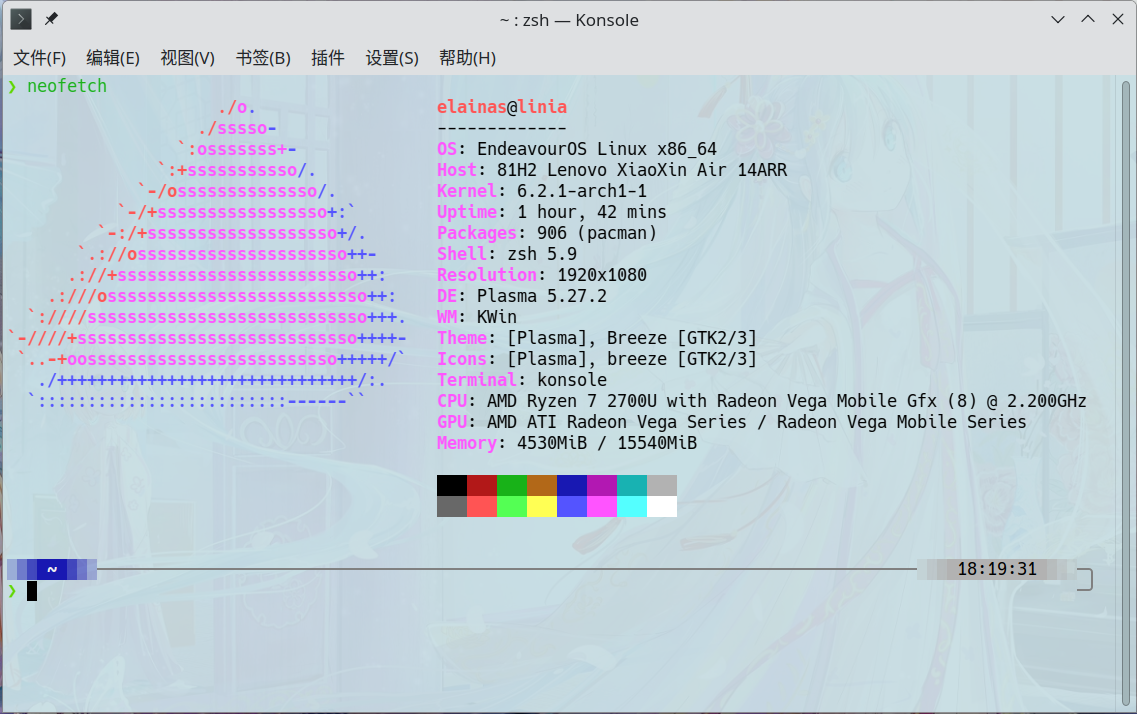 ~ : zsh — Konsole
文件(F) 编辑(E) 视图(V) 书签(B) 插件 设置(S) 帮助(H)
❯ neofetch
./o. elainas@linia
./sssso- -------------
`:osssssss+- OS: EndeavourOS Linux x86_64
`:+sssssssssso/. Host: 81H2 Lenovo XiaoXin Air 14ARR
`-/ossssssssssssso/. Kernel: 6.2.1-arch1-1
`-/+sssssssssssssssso+:` Uptime: 1 hour, 42 mins
`-:/+sssssssssssssssssso+/. Packages: 906 (pacman)
`.://osssssssssssssssssssso++- Shell: zsh 5.9
.://+ssssssssssssssssssssssso++: Resolution: 1920x1080
.:///ossssssssssssssssssssssssso++: DE: Plasma 5.27.2
`:////ssssssssssssssssssssssssssso+++. WM: KWin
`-////+ssssssssssssssssssssssssssso++++- Theme: [Plasma], Breeze [GTK2/3]
`..-+oosssssssssssssssssssssssso+++++/` Icons: [Plasma], breeze [GTK2/3]
./++++++++++++++++++++++++++++++/:. Terminal: konsole
`:::::::::::::::::::::::::------`` CPU: AMD Ryzen 7 2700U with Radeon Vega Mobile Gfx (8) @ 2.200GHz
GPU: AMD ATI Radeon Vega Series / Radeon Vega Mobile Series
Memory: 4530MiB / 15540MiB
~ 18:19:31
❯